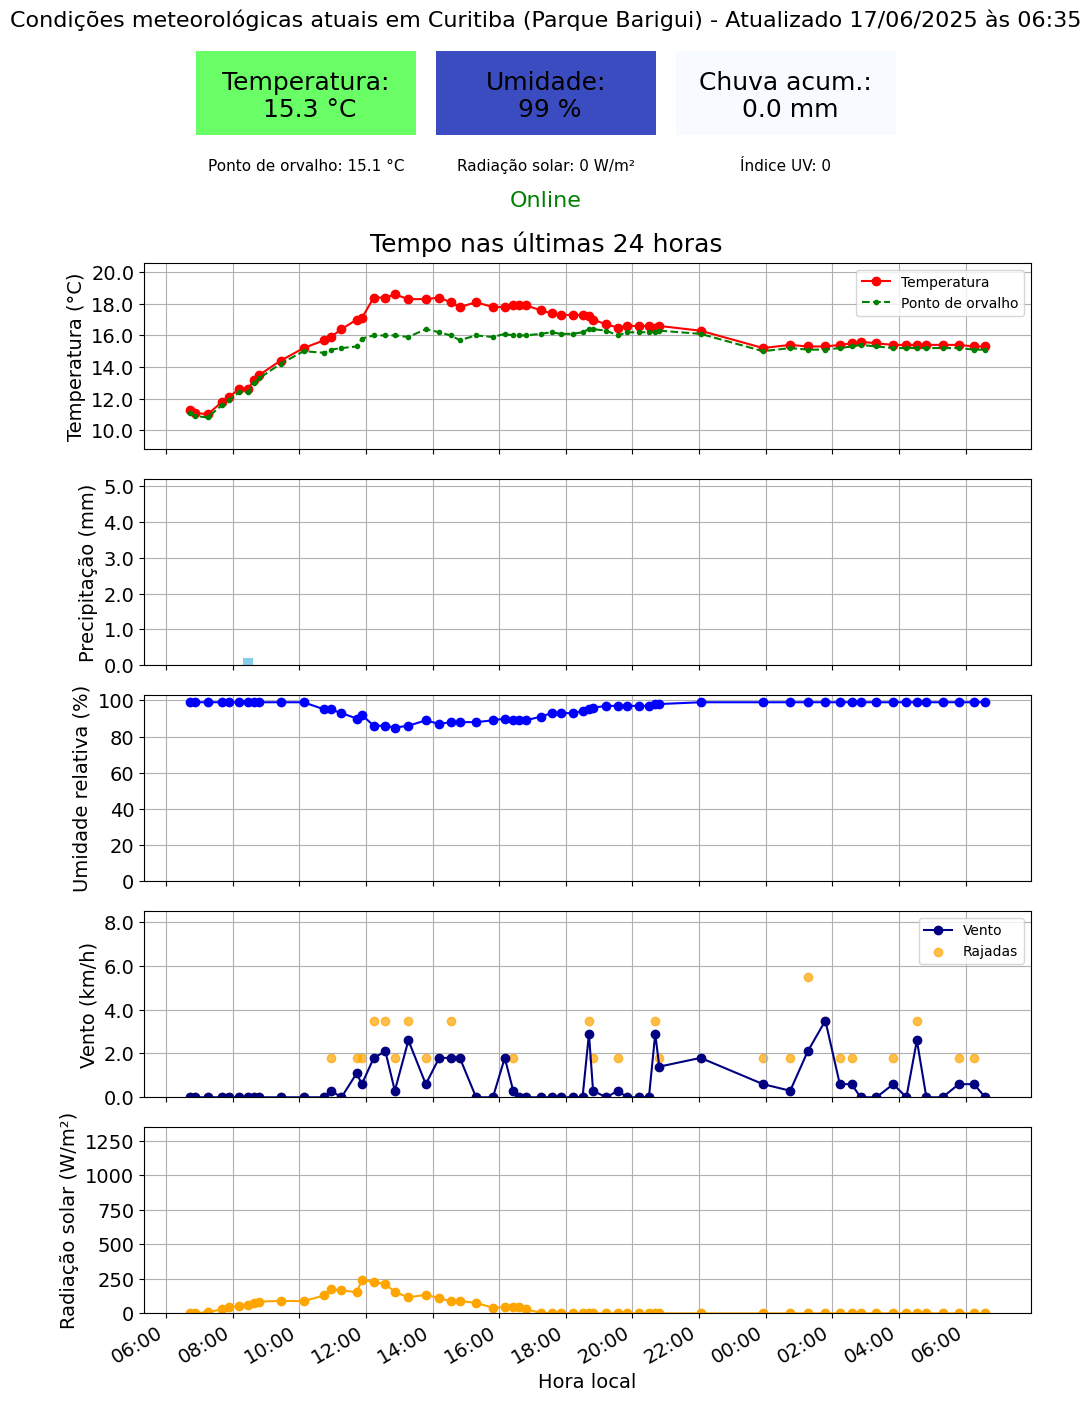 Condições meteorológicas atuais em Curitiba (Parque Barigui) - Atualizado 17/06/2025 às 06:35
Temperatura:
15.3 °C
Umidade:
99 %
Chuva acum.:
0.0 mm
Ponto de orvalho: 15.1 °C
Radiação solar: 0 W/m²
Índice UV: 0
Online
Tempo nas últimas 24 horas
Temperatura (°C)
20.0
18.0
16.0
14.0
12.0
10.0
Temperatura
Ponto de orvalho
Precipitação (mm)
5.0
4.0
3.0
2.0
1.0
0.0
Umidade relativa (%)
100
80
60
40
20
0
Vento (km/h)
8.0
6.0
4.0
2.0
0.0
Vento
Rajadas
Radiação solar (W/m²)
1250
1000
750
500
250
0
06:00
08:00
10:00
12:00
14:00
16:00
18:00
20:00
22:00
00:00
02:00
04:00
06:00
Hora local